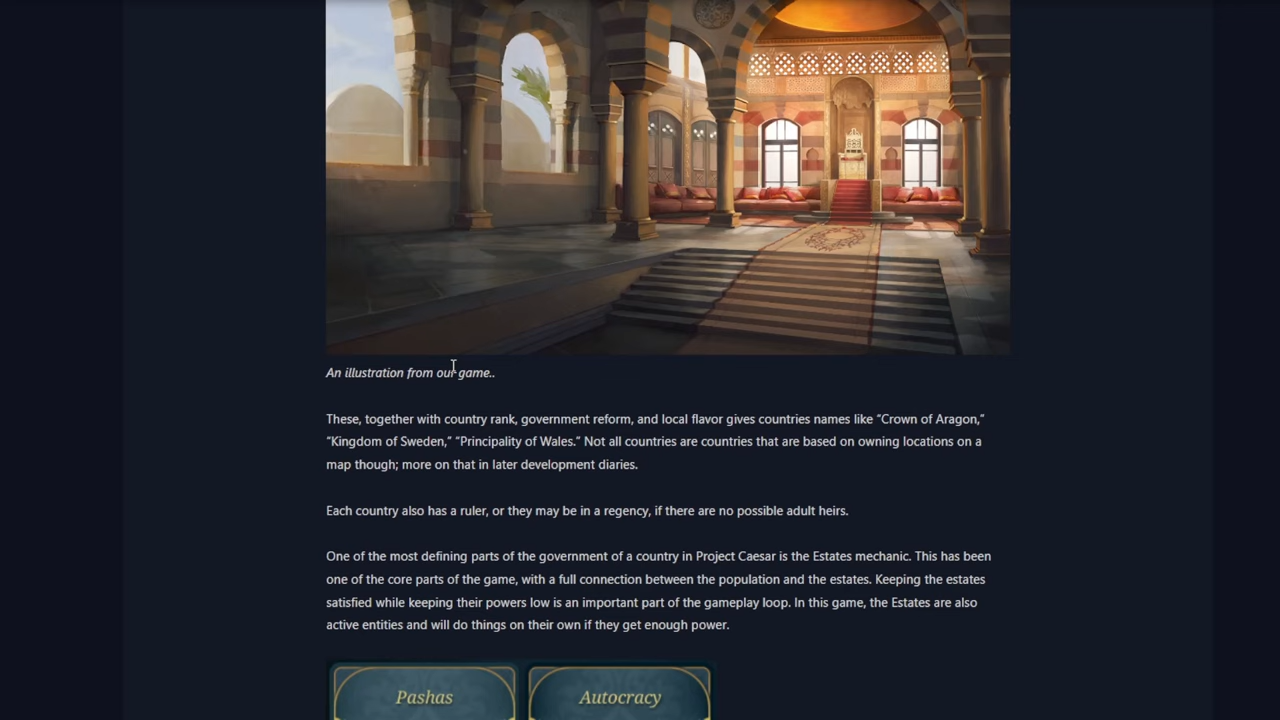 An illustration from our game..
These, together with country rank, government reform, and local flavor gives countries names like “Crown of Aragon,”
“Kingdom of Sweden,” “Principality of Wales.” Not all countries are countries that are based on owning locations on a
map though; more on that in later development diaries.
Each country also has a ruler, or they may be in a regency, if there are no possible adult heirs.
One of the most defining parts of the government of a country in Project Caesar is the Estates mechanic. This has been
one of the core parts of the game, with a full connection between the population and the estates. Keeping the estates
satisfied while keeping their powers low is an important part of the gameplay loop. In this game, the Estates are also
active entities and will do things on their own if they get enough power.
Pashas Autocracy